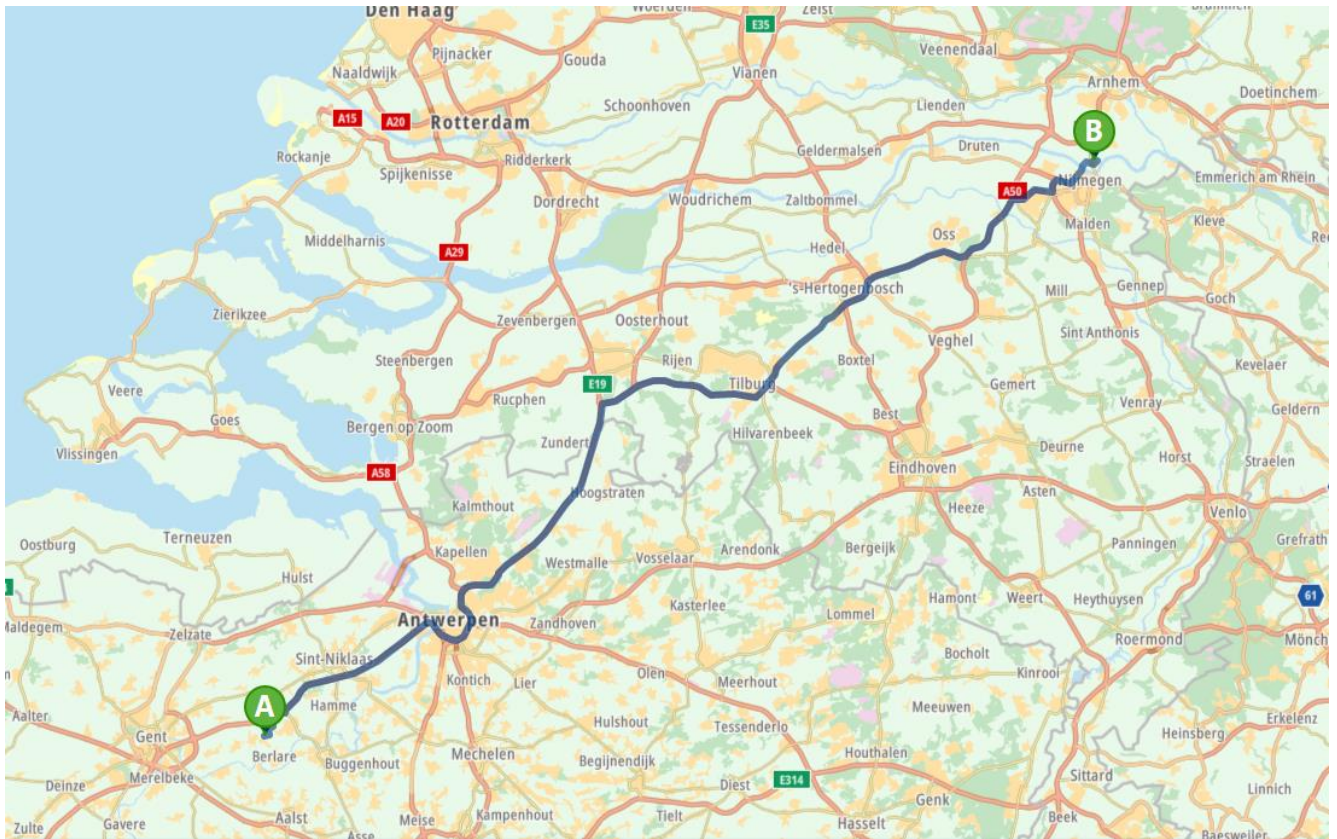 Den Haag
Woerden
E35
Zeist
Pijnacker
Gouda
Veenendaal
Naaldwijk
Vianen
Arnhem
Doetinchem
Schoonhoven
Lienden
A15
A20
Rotterdam
B
Rockanje
Ridderkerk
Geldermalsen
Druten
Spijkenisse
Nijmegen
Emmerich am Rhein
Dordrecht
Woudrichem
Zaltbommel
A50
Kleve
Malden
Middelharnis
A29
Hedel
Oss
's-Hertogenbosch
Mill
Gennep
Goch
Zierikzee
Zevenbergen
Oosterhout
Sint Anthonis
Steenbergen
Rijen
Boxtel
Veghel
Kevelaer
Veere
E19
Tilburg
Gemert
Rucphen
Venray
Geldern
Goes
Bergen op Zoom
Best
Vlissingen
Zundert
Hilvarenbeek
Deurne
Horst
Straelen
A58
Eindhoven
Hoogstraten
Asten
Kalmthout
Heeze
Venlo
Oostburg
Terneuzen
Kapellen
Arendonk
Bergeijk
Panningen
Grefrath
Westmalle
Vosselaar
Hulst
Hamont
Weert
Heythuysen
61
Maldegem
Zelzate
Antwerpen
Zandhoven
Kasterlee
Lommel
Roermond
Sint-Niklaas
Bocholt
Kinrooi
Kontich
Lier
Olen
Meerhout
A
Hamme
Meeuwen
Aalter
Hulshout
Tessenderlo
Erkelenz
Gent
Heinsberg
Berlare
Mechelen
Houthalen
Merelbeke
Buggenhout
Begijnendijk
Sittard
Deinze
E314
Diest
Linnich
Zulte
Gavere
Aalst
Asse
Meise
Kampenhout
Tielt
Hasselt
Genk
Beek
Baesweiler